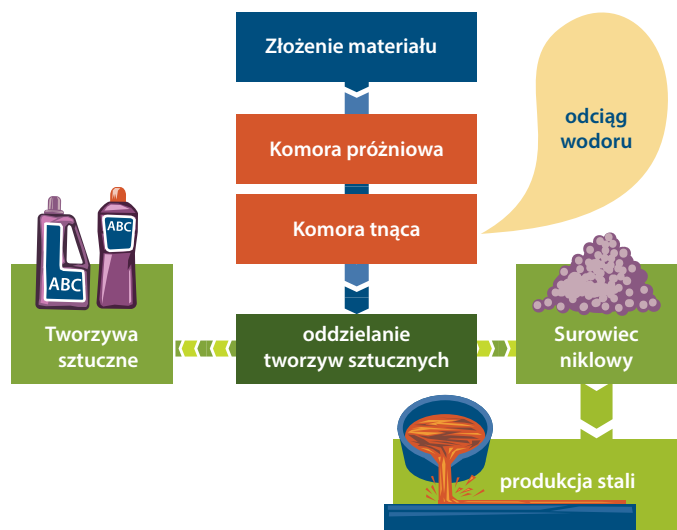 Złożenie materiału
odciąg
wodoru
Komora próżniowa
Komora tnąca
ABC
ABC
Tworzywa
sztuczne
oddzielanie
tworzyw sztucznych
Surowiec
niklowy
produkcja stali